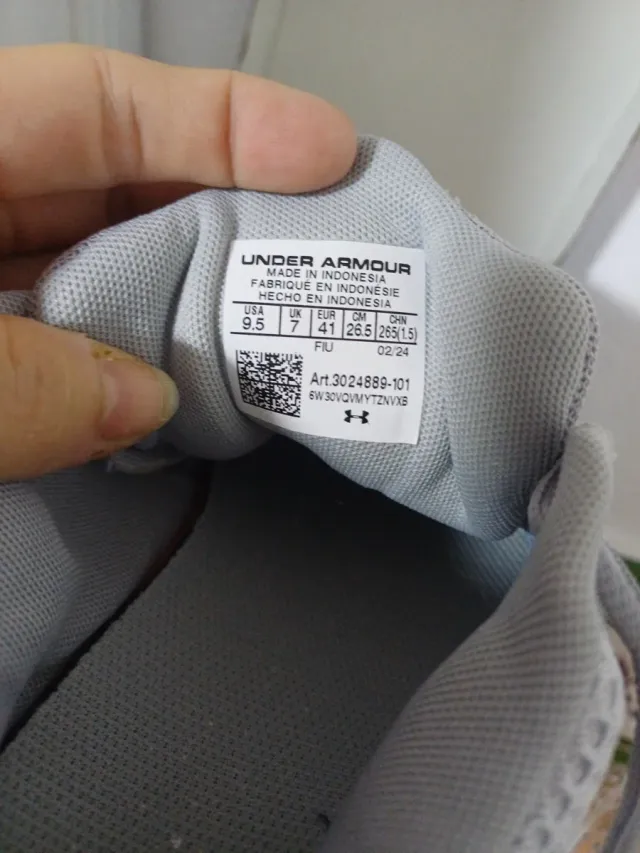 UNDER ARMOUR
MADE IN INDONESIA
FABRIQUÉ EN INDONÉSIE
HECHO EN INDONESIA
USA UK EUR CM CHN
9.5 7 41 26.5 265(1.5)
FIU 02/24
Art.3024889-101
6W30VQVMYTZNVXB